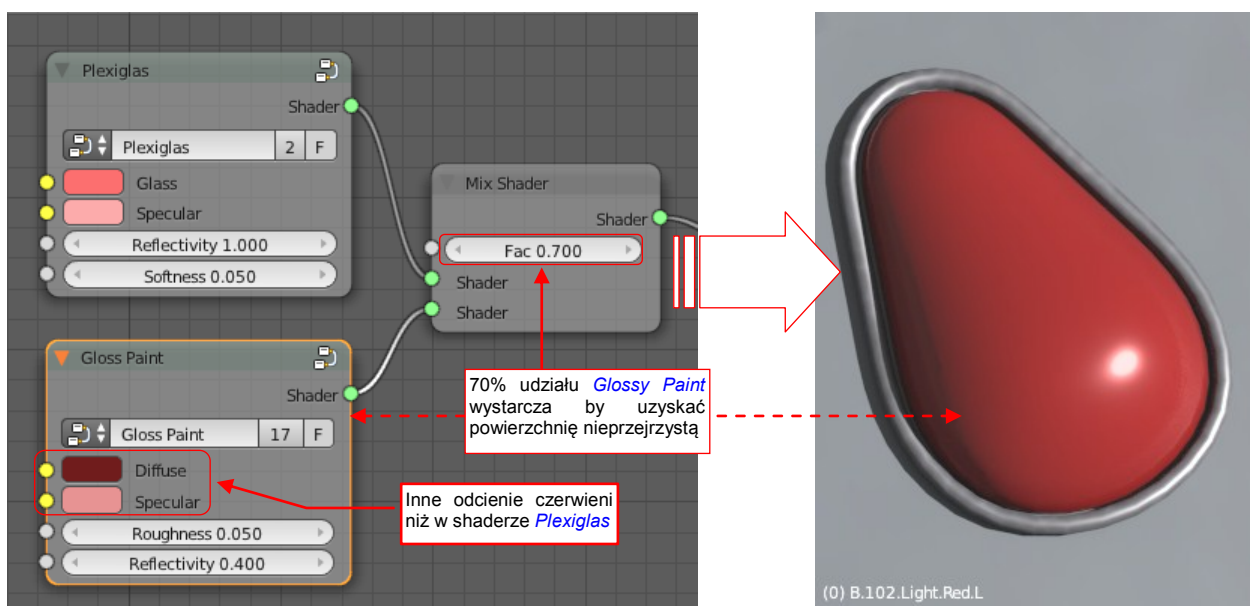 Plexiglas
Shader
Plexiglas 2 F
Glass
Specular
Reflectivity 1.000
Softness 0.050
Gloss Paint
Shader
Gloss Paint 17 F
Diffuse
Specular
Roughness 0.050
Reflectivity 0.400
Mix Shader
Shader
Fac 0.700
Shader
Shader
70% udziału Glossy Paint
wystarcza by uzyskać
powierzchnię nieprzejrzystą
Inne odcienie czerwieni
niż w shaderze Plexiglas
(0) B.102.Light.Red.L